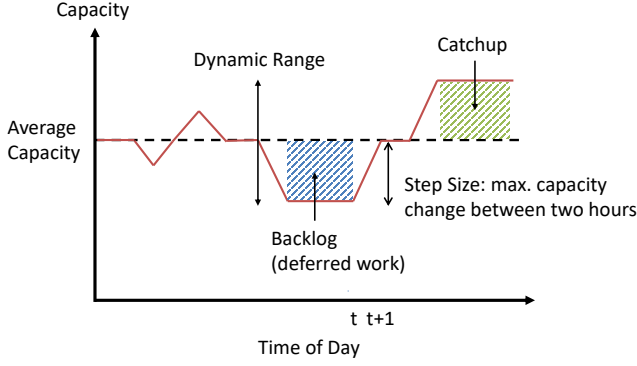 Capacity
Catchup
Dynamic Range
Average
Capacity
Step Size: max. capacity
change between two hours
Backlog
(deferred work)
t t+1
Time of Day